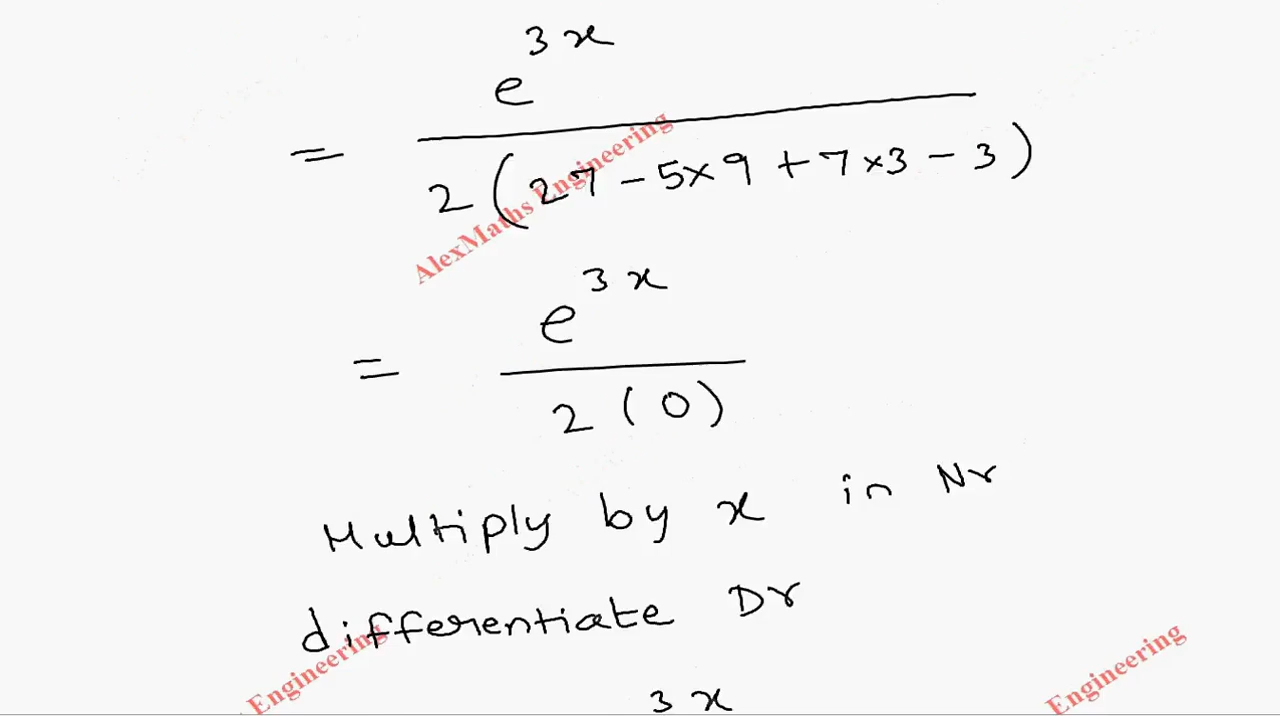 = e^{3x} / 2(27 - 5×9 + 7×3 - 3)
AlexMaths Engineering
= e^{3x} / 2(0)
Multiply by x in Nr
differentiate Dr
Engineering
Engineering
3x